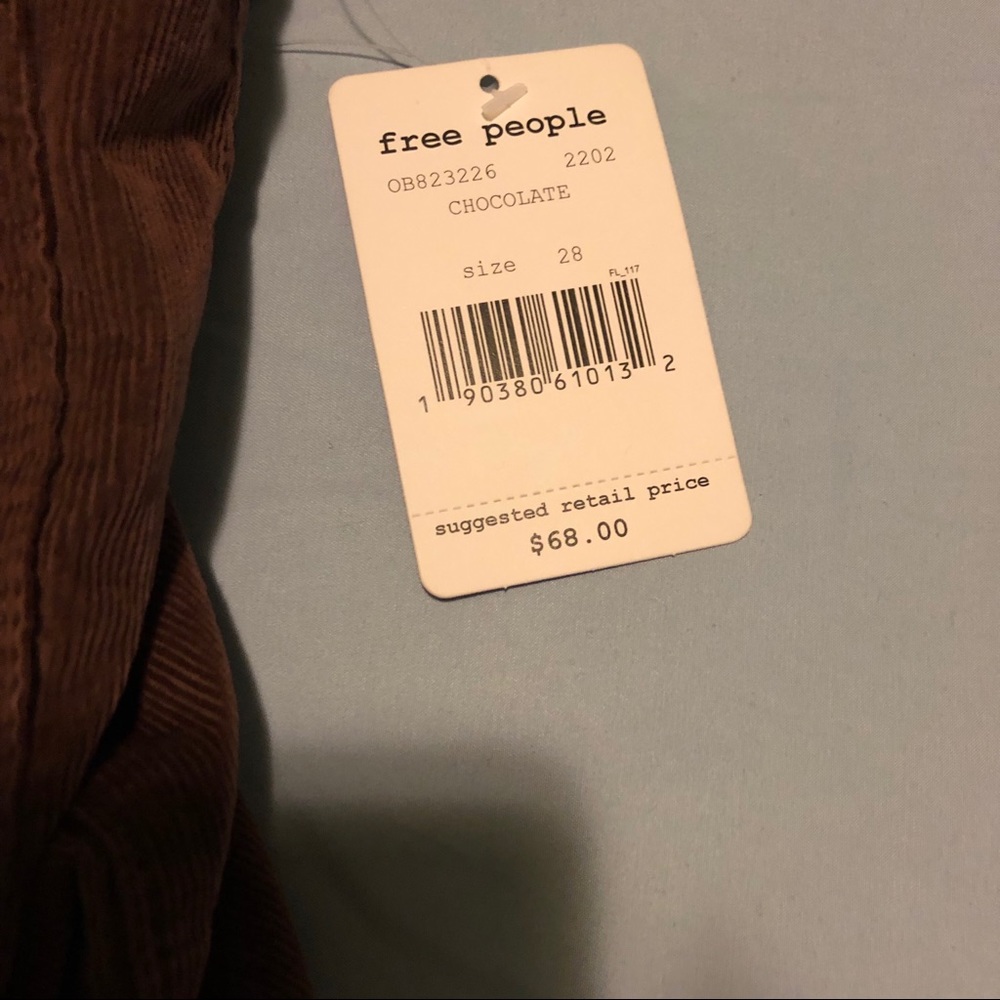 free people
OB823226 2202
CHOCOLATE
size 28
FL_117
1 90380 61013 2
suggested retail price
$68.00